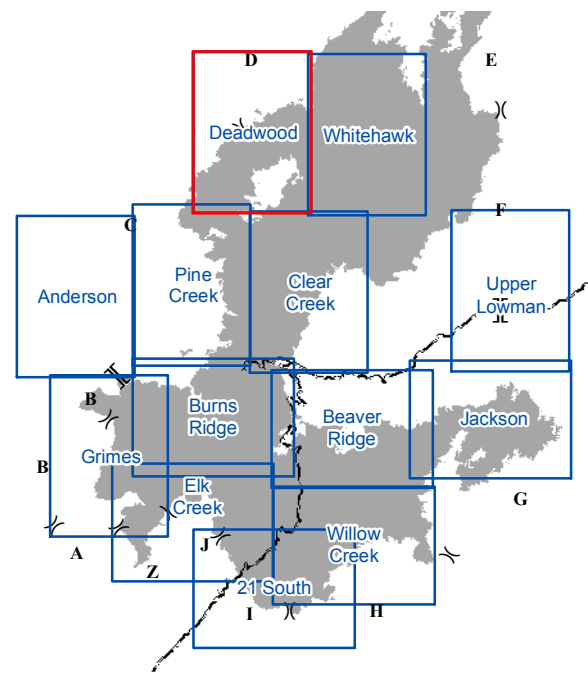 D
E
Deadwood
Whitehawk
C
F
Anderson
Pine
Creek
Clear
Creek
Upper
Lowman
B
Burns
Ridge
Beaver
Ridge
Jackson
B
Grimes
Elk
Creek
G
A
Z
J
Willow
Creek
21 South
I
H